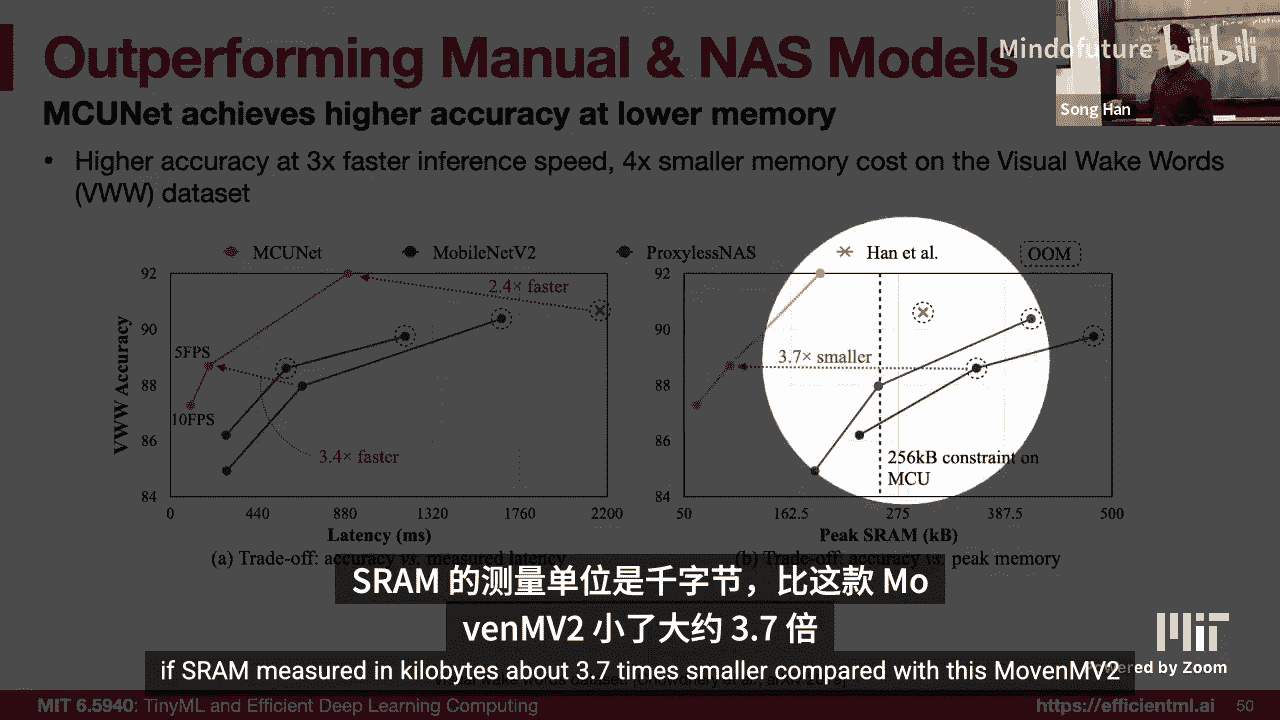 Outperforming Manual & NAS Models
Mindofuture bilibili
Song Han
MCUNet achieves higher accuracy at lower memory
• Higher accuracy at 3x faster inference speed, 4x smaller memory cost on the Visual Wake Words
(VWW) dataset
MCUNet MobileNetV2 ProxylessNAS Han et al. OOM
VWW Accuracy
92
90
88
86
84
2.4× faster
5FPS
10FPS
3.4× faster
0 440 880 1320 1760 2200
Latency (ms)
(a) Trade-off: accuracy vs. measured latency
92
90
88
86
84
3.7× smaller
256kB constraint on
MCU
50 162.5 275 387.5 500
Peak SRAM (kB)
(b) Trade-off: accuracy vs. peak memory
SRAM 的测量单位是千字节，比这款 Mo
venMV2 小了大约 3.7 倍
if SRAM measured in kilobytes about 3.7 times smaller compared with this MovenMV2
MIT
Powered by Zoom
MIT 6.5940: TinyML and Efficient Deep Learning Computing
https://efficientml.ai
50